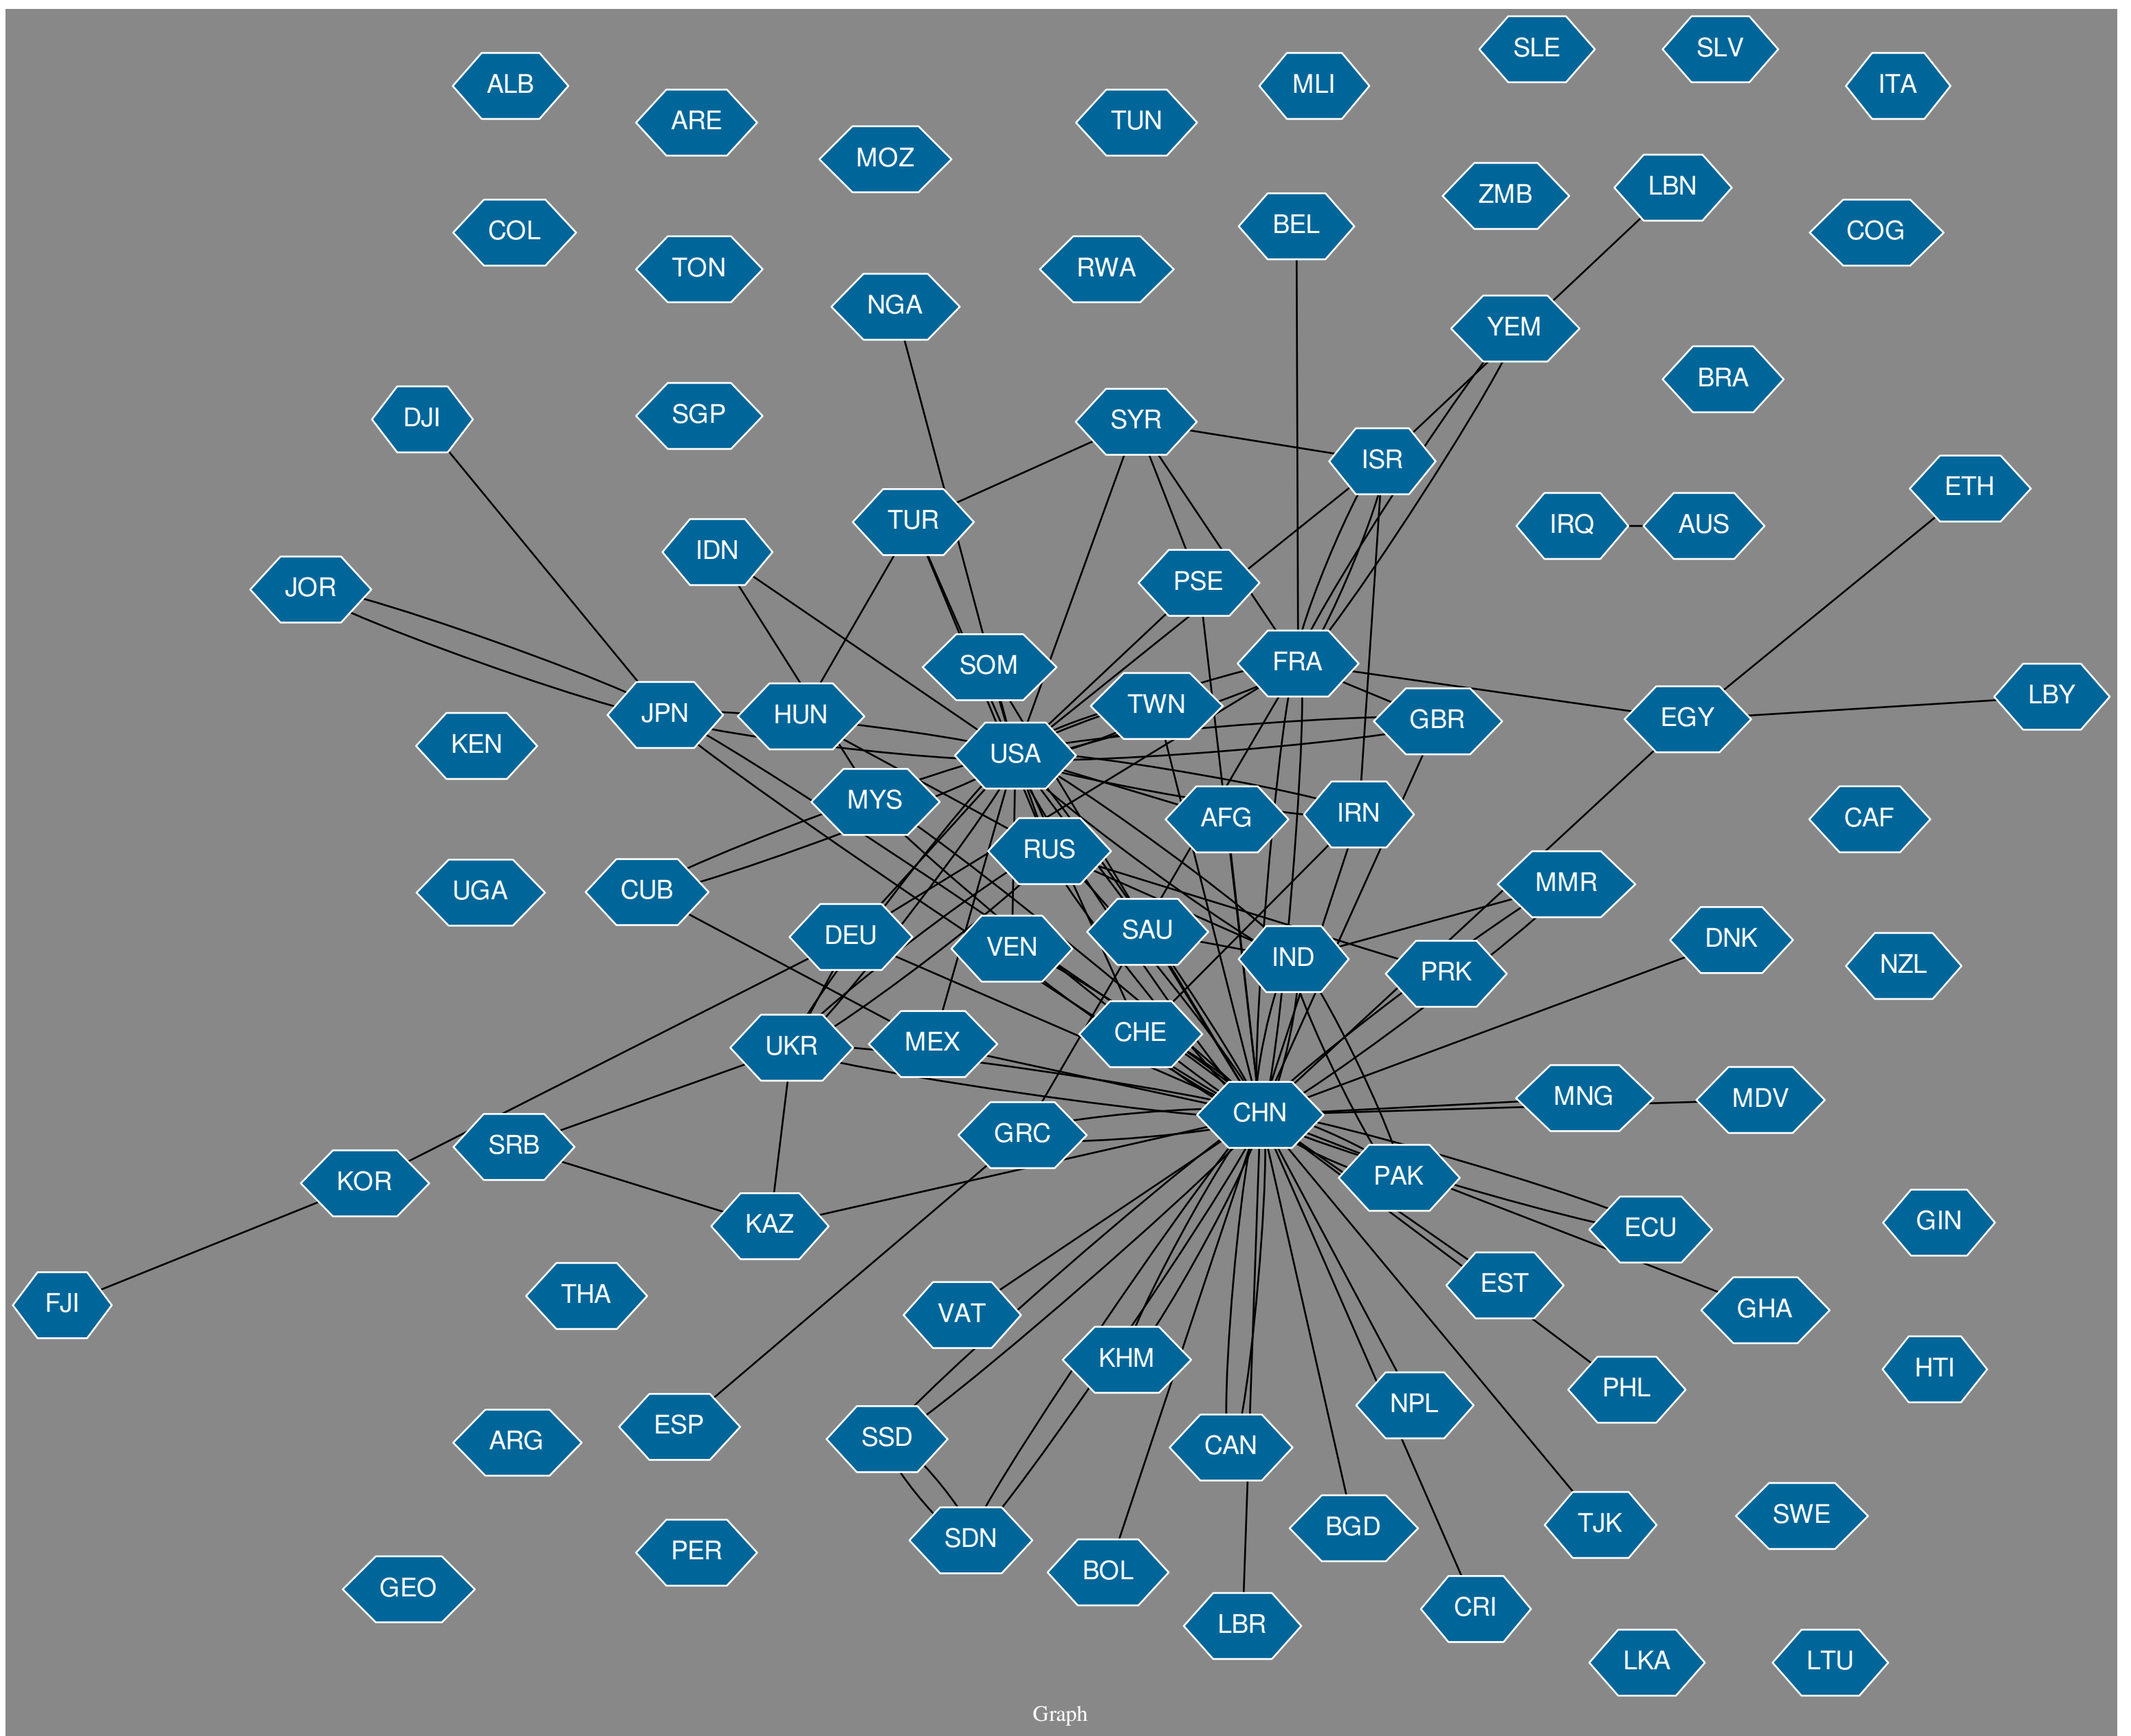 SLE
SLV
ALB
MLI
ITA
ARE
TUN
MOZ
LBN
ZMB
BEL
COL
COG
TON
RWA
NGA
YEM
BRA
DJI
SGP
SYR
ISR
ETH
TUR
IRQ
AUS
IDN
PSE
JOR
SOM
FRA
LBY
TWN
JPN
HUN
GBR
EGY
KEN
USA
MYS
AFG
IRN
CAF
RUS
MMR
UGA
CUB
DEU
VEN
SAU
DNK
IND
NZL
PRK
CHE
MEX
UKR
MNG
MDV
CHN
GRC
SRB
PAK
KOR
GIN
KAZ
ECU
EST
THA
FJI
VAT
GHA
KHM
HTI
PHL
NPL
ESP
SSD
ARG
CAN
SWE
TJK
BGD
SDN
PER
BOL
GEO
CRI
LBR
LKA
LTU
Graph